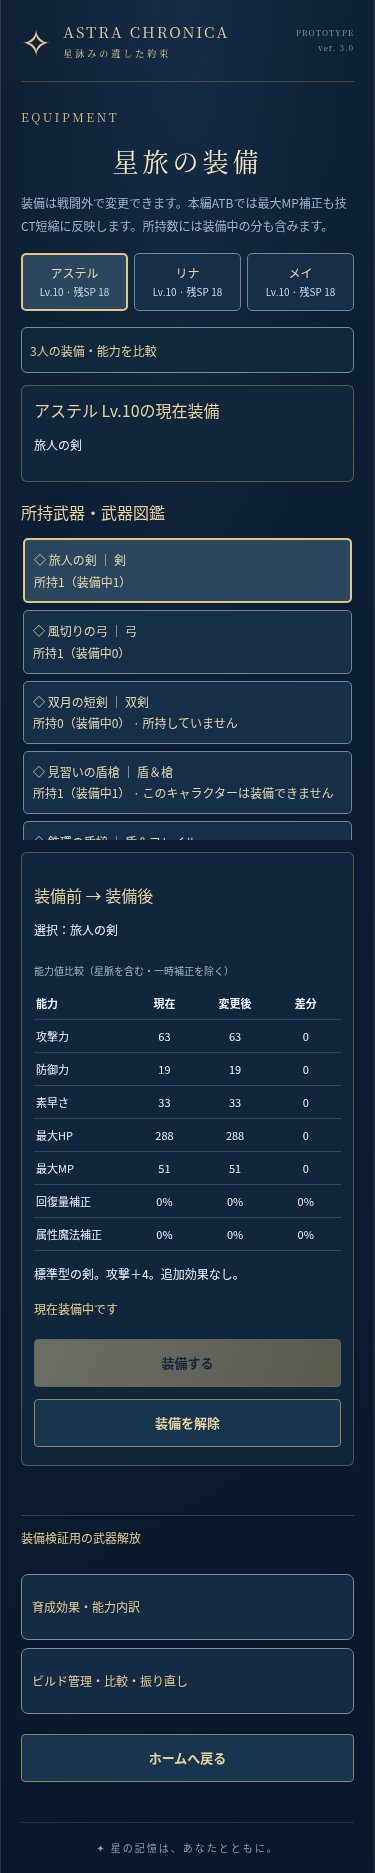 ASTRA CHRONICA
星詠みの遺した約束
PROTOTYPE
ver. 3.0
EQUIPMENT
星旅の装備
装備は戦闘外で変更できます。本編ATBでは最大MP補正も技
CT短縮に反映します。所持数には装備中の分も含みます。
アステル
Lv.10 · 残SP 18
リナ
Lv.10 · 残SP 18
メイ
Lv.10 · 残SP 18
3人の装備・能力を比較
アステル Lv.10の現在装備
旅人の剣
所持武器・武器図鑑
◇ 旅人の剣 ｜ 剣
所持1（装備中1）
◇ 風切りの弓 ｜ 弓
所持1（装備中0）
◇ 双月の短剣 ｜ 双剣
所持0（装備中0） · 所持していません
◇ 見習いの盾槍 ｜ 盾＆槍
所持1（装備中1） · このキャラクターは装備できません
装備前 → 装備後
選択：旅人の剣
能力値比較（星脈を含む・一時補正を除く）
能力 現在 変更後 差分
攻撃力 63 63 0
防御力 19 19 0
素早さ 33 33 0
最大HP 288 288 0
最大MP 51 51 0
回復量補正 0% 0% 0%
属性魔法補正 0% 0% 0%
標準型の剣。攻撃＋4。追加効果なし。
現在装備中です
装備する
装備を解除
装備検証用の武器解放
育成効果・能力内訳
ビルド管理・比較・振り直し
ホームへ戻る
✦ 星の記憶は、あなたとともに。